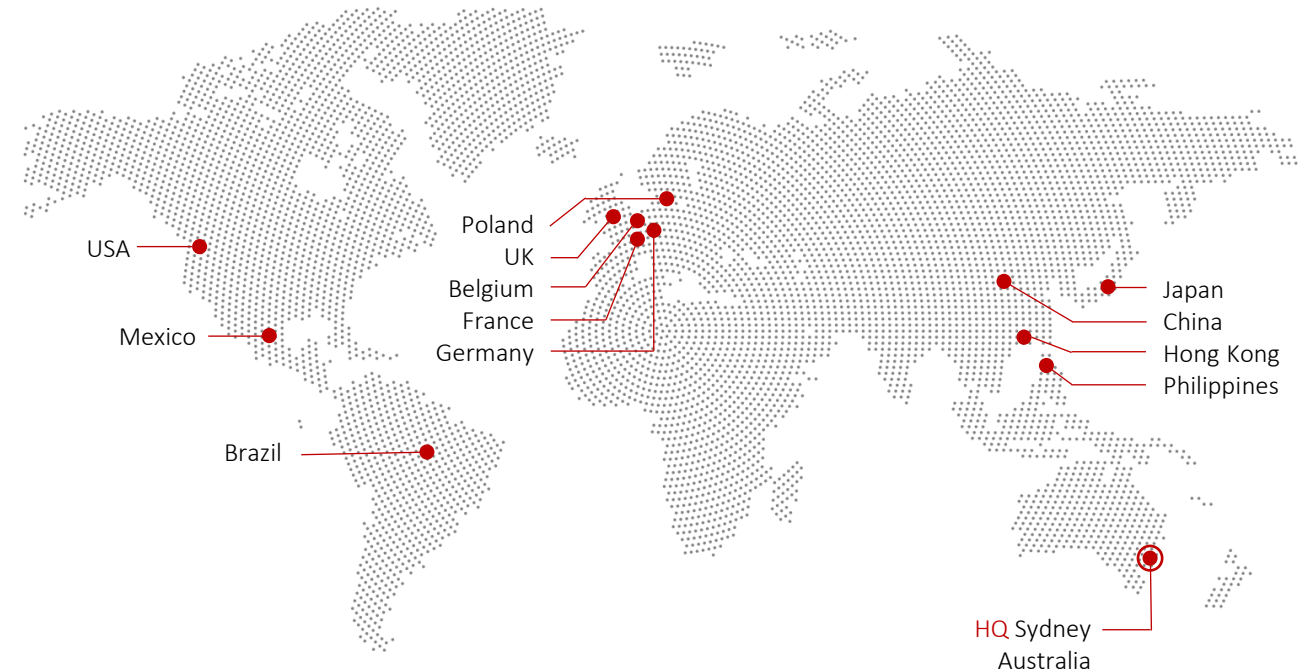 Poland
UK
Belgium
France
Germany
USA
Mexico
Brazil
Japan
China
Hong Kong
Philippines
HQ Sydney
Australia